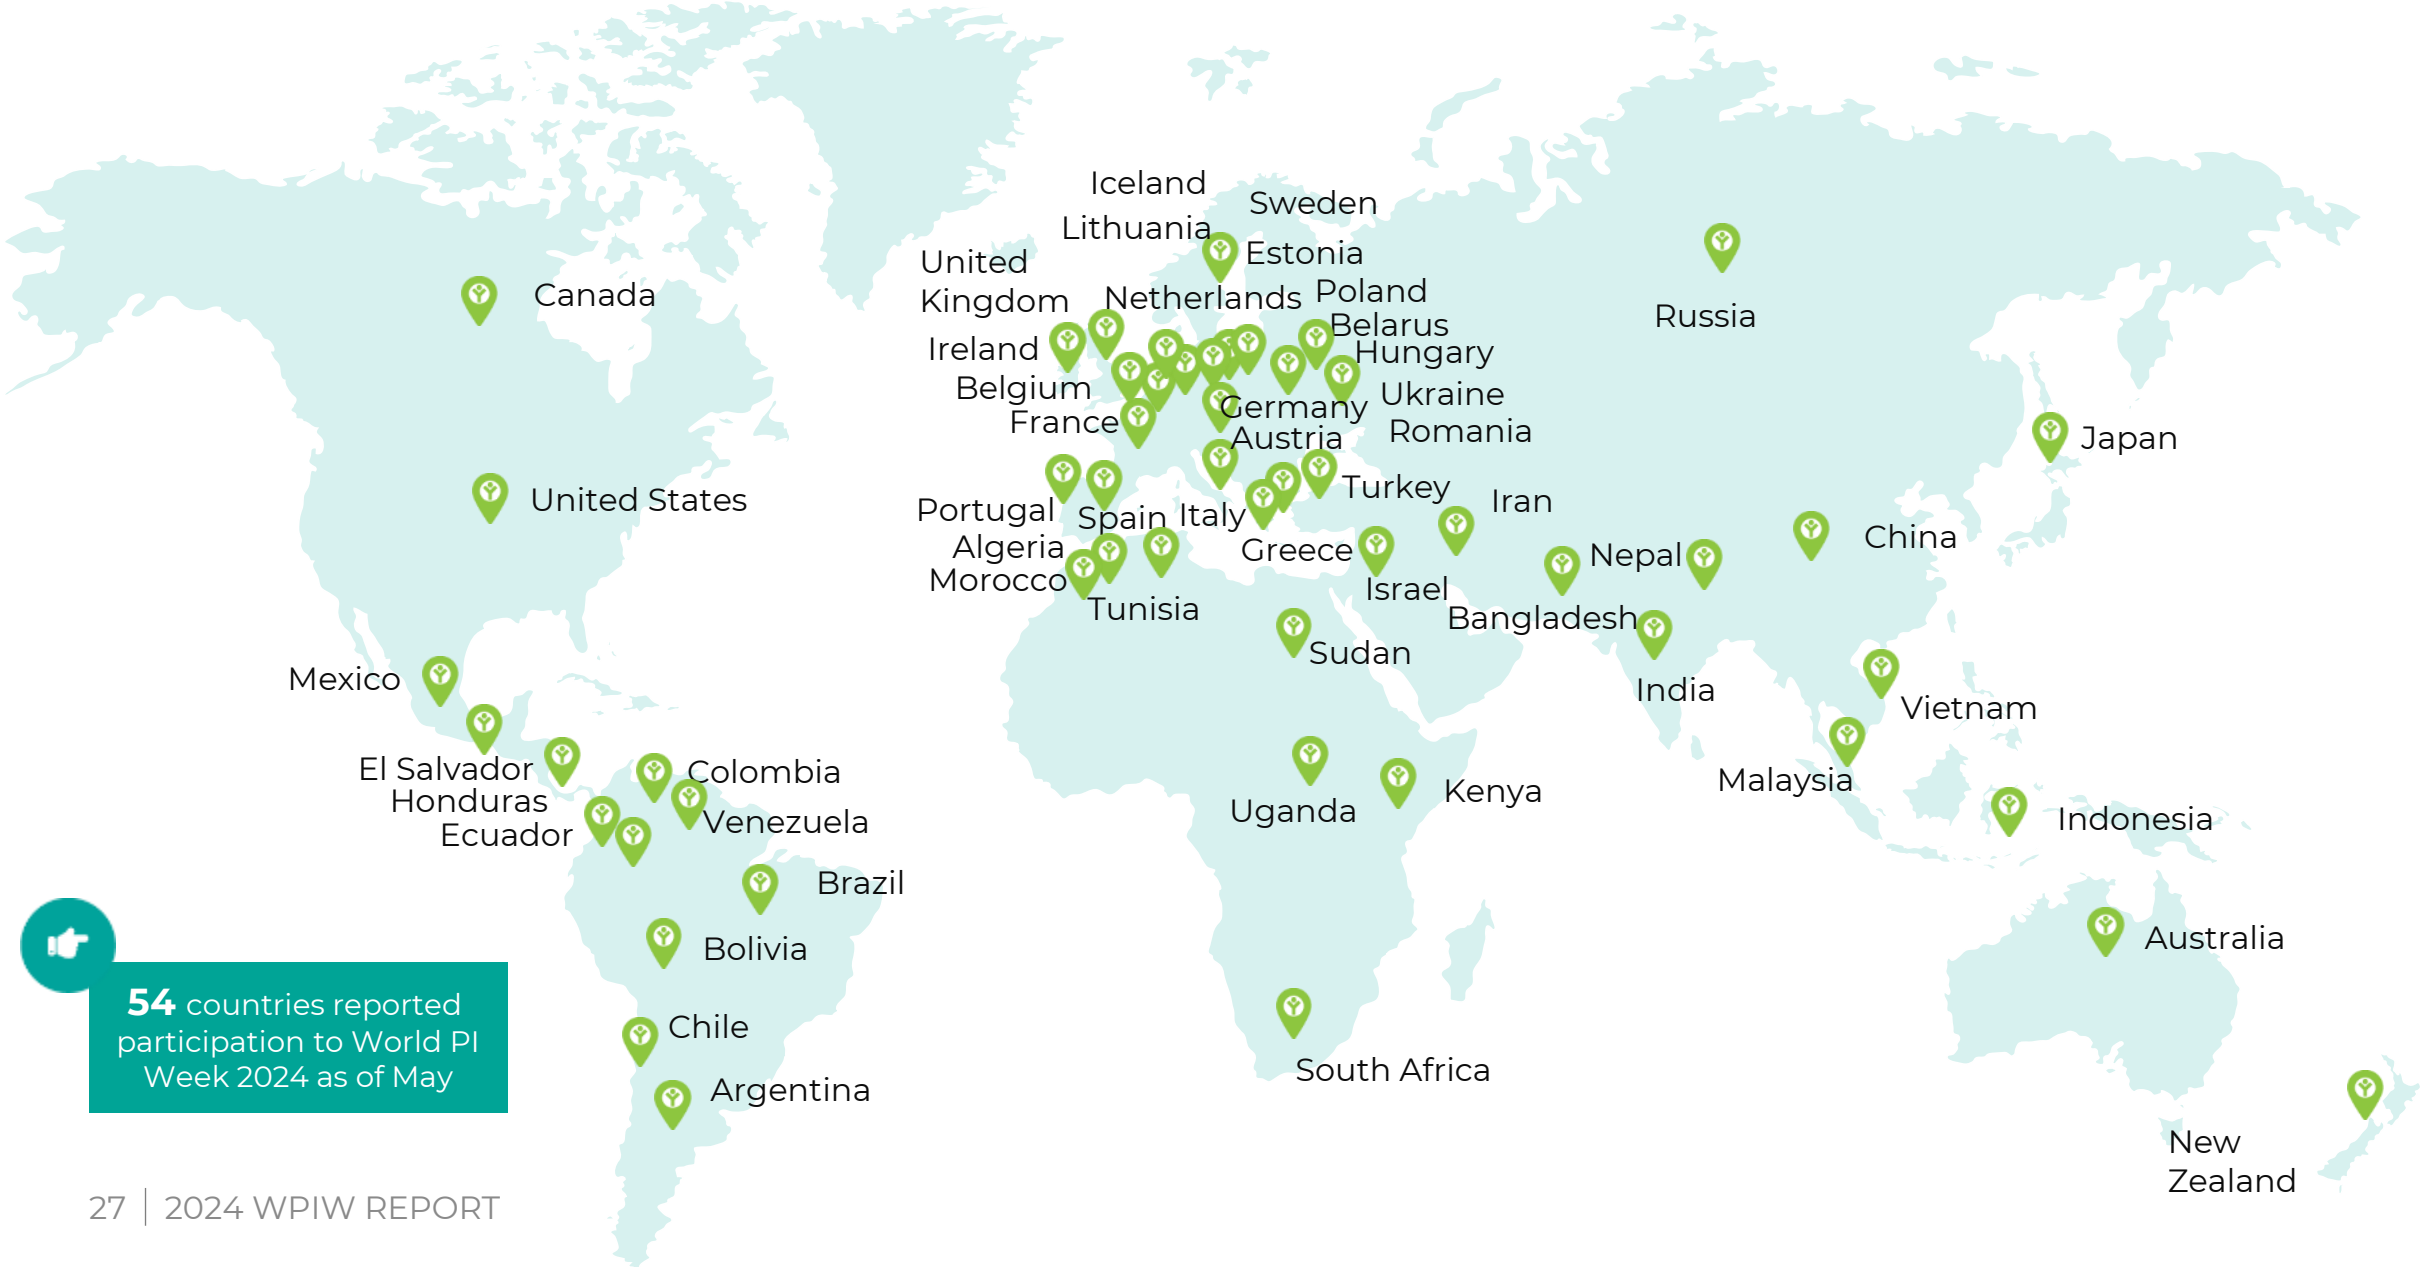 Iceland
Sweden
Lithuania
Estonia
United
Kingdom
Netherlands
Poland
Canada
Russia
Belarus
Ireland
Hungary
Belgium
Ukraine
Germany
France
Romania
Austria
Japan
United States
Turkey
Iran
Portugal
Spain
Italy
China
Algeria
Greece
Nepal
Morocco
Israel
Tunisia
Bangladesh
Sudan
Mexico
India
Vietnam
El Salvador
Colombia
Malaysia
Honduras
Kenya
Uganda
Venezuela
Indonesia
Ecuador
Brazil
Australia
Bolivia
54 countries reported
participation to World PI
Week 2024 as of May
Chile
South Africa
Argentina
New
Zealand
27 | 2024 WPIW REPORT